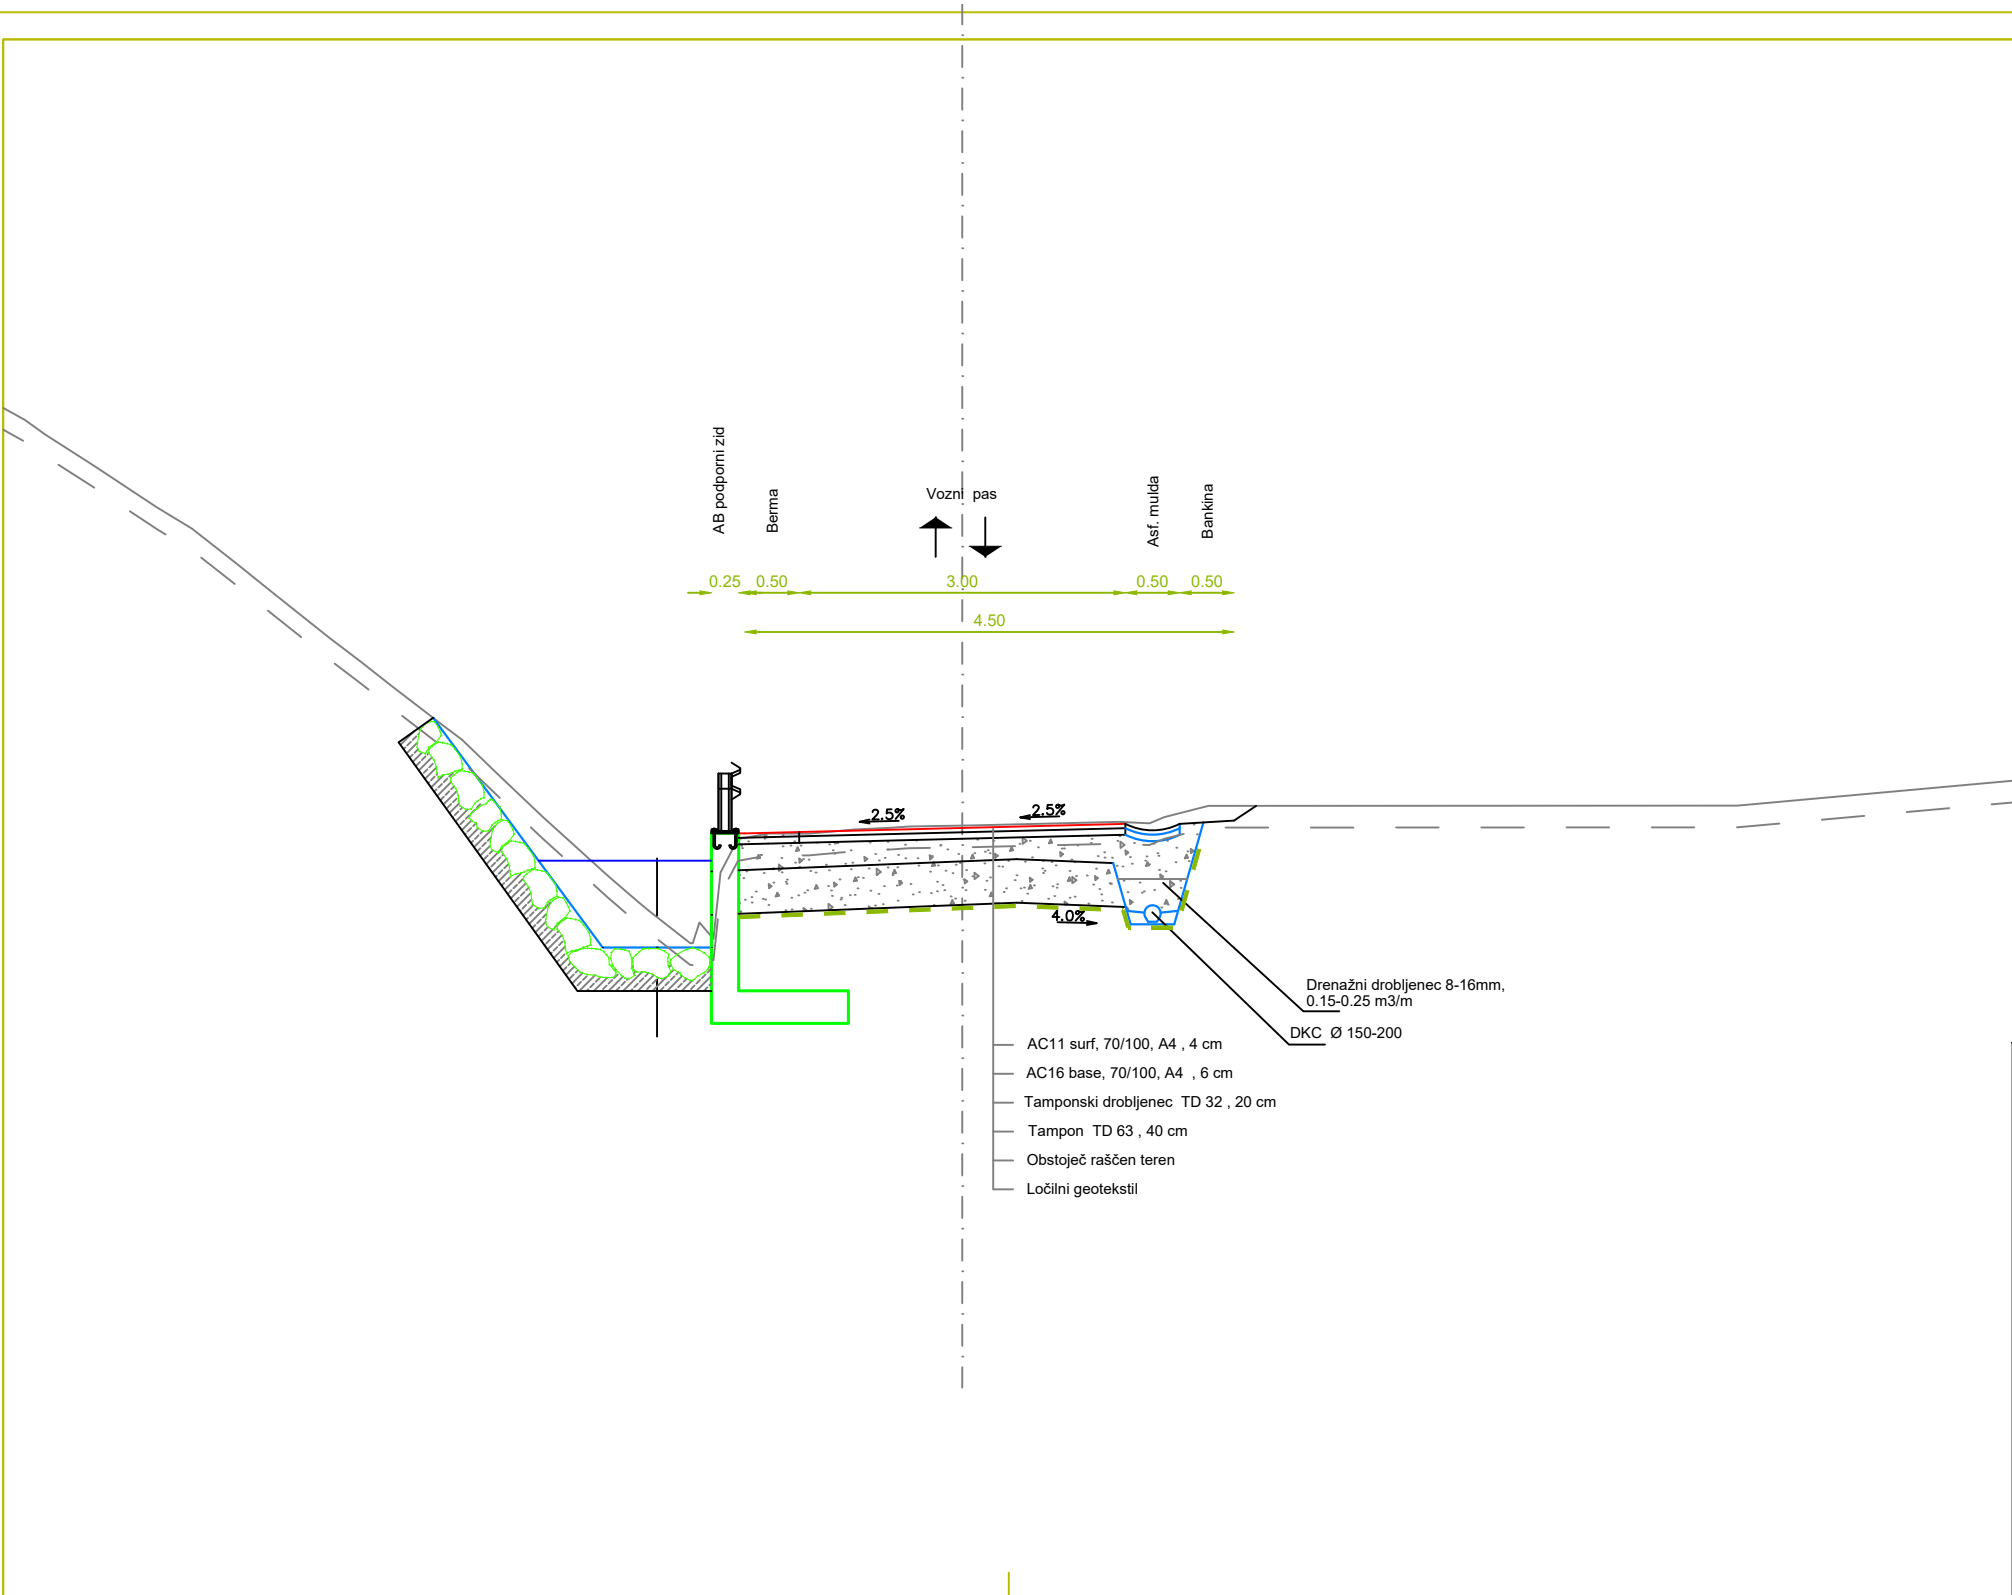 AB podporni zid
Berma
Vozni pas
Asf. mulda
Bankina
0.25 0.50 3.00 0.50 0.50
4.50
2.5% 2.5%
4.0%
Drenažni drobljenec 8-16mm,
0.15-0.25 m3/m
DKC Ø 150-200
AC11 surf, 70/100, A4 , 4 cm
AC16 base, 70/100, A4 , 6 cm
Tamponski drobljenec TD 32 , 20 cm
Tampon TD 63 , 40 cm
Obstoječ raščen teren
Ločilni geotekstil